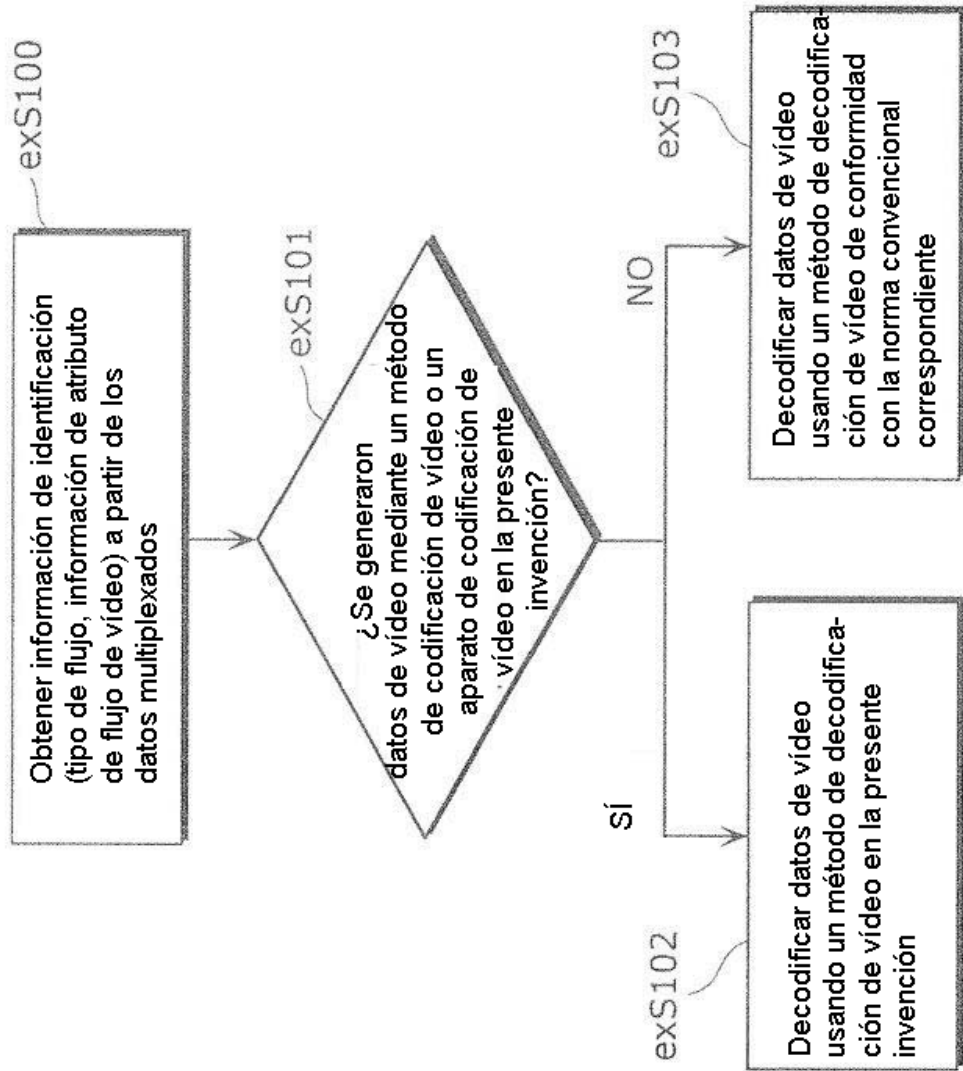 exS100
Obtener información de identificación
(tipo de flujo, información de atributo
de flujo de vídeo) a partir de los
datos multiplexados
exS101
¿Se generaron
datos de vídeo mediante un método
de codificación de vídeo o un
aparato de codificación de
vídeo en la presente
invención?
SÍ
NO
exS102
Decodificar datos de vídeo
usando un método de decodifica-
ción de vídeo en la presente
invención
exS103
Decodificar datos de vídeo
usando un método de decodifica-
ción de vídeo de conformidad
con la norma convencional
correspondiente